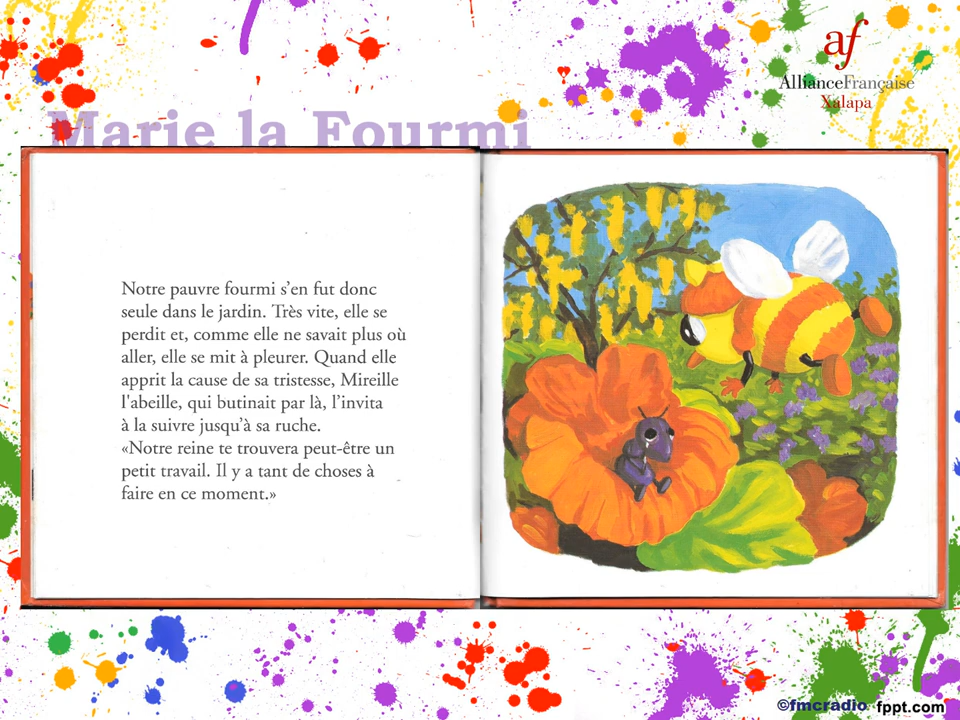 af
AllianceFrançaise
Xalapa
Marie la Fourmi
Notre pauvre fourmi s'en fut donc
seule dans le jardin. Très vite, elle se
perdit et, comme elle ne savait plus où
aller, elle se mit à pleurer. Quand elle
apprit la cause de sa tristesse, Mireille
l'abeille, qui butinait par là, l'invita
à la suivre jusqu'à sa ruche.
«Notre reine te trouvera peut-être un
petit travail. Il y a tant de choses à
faire en ce moment.»
©fmcradio fppt.com